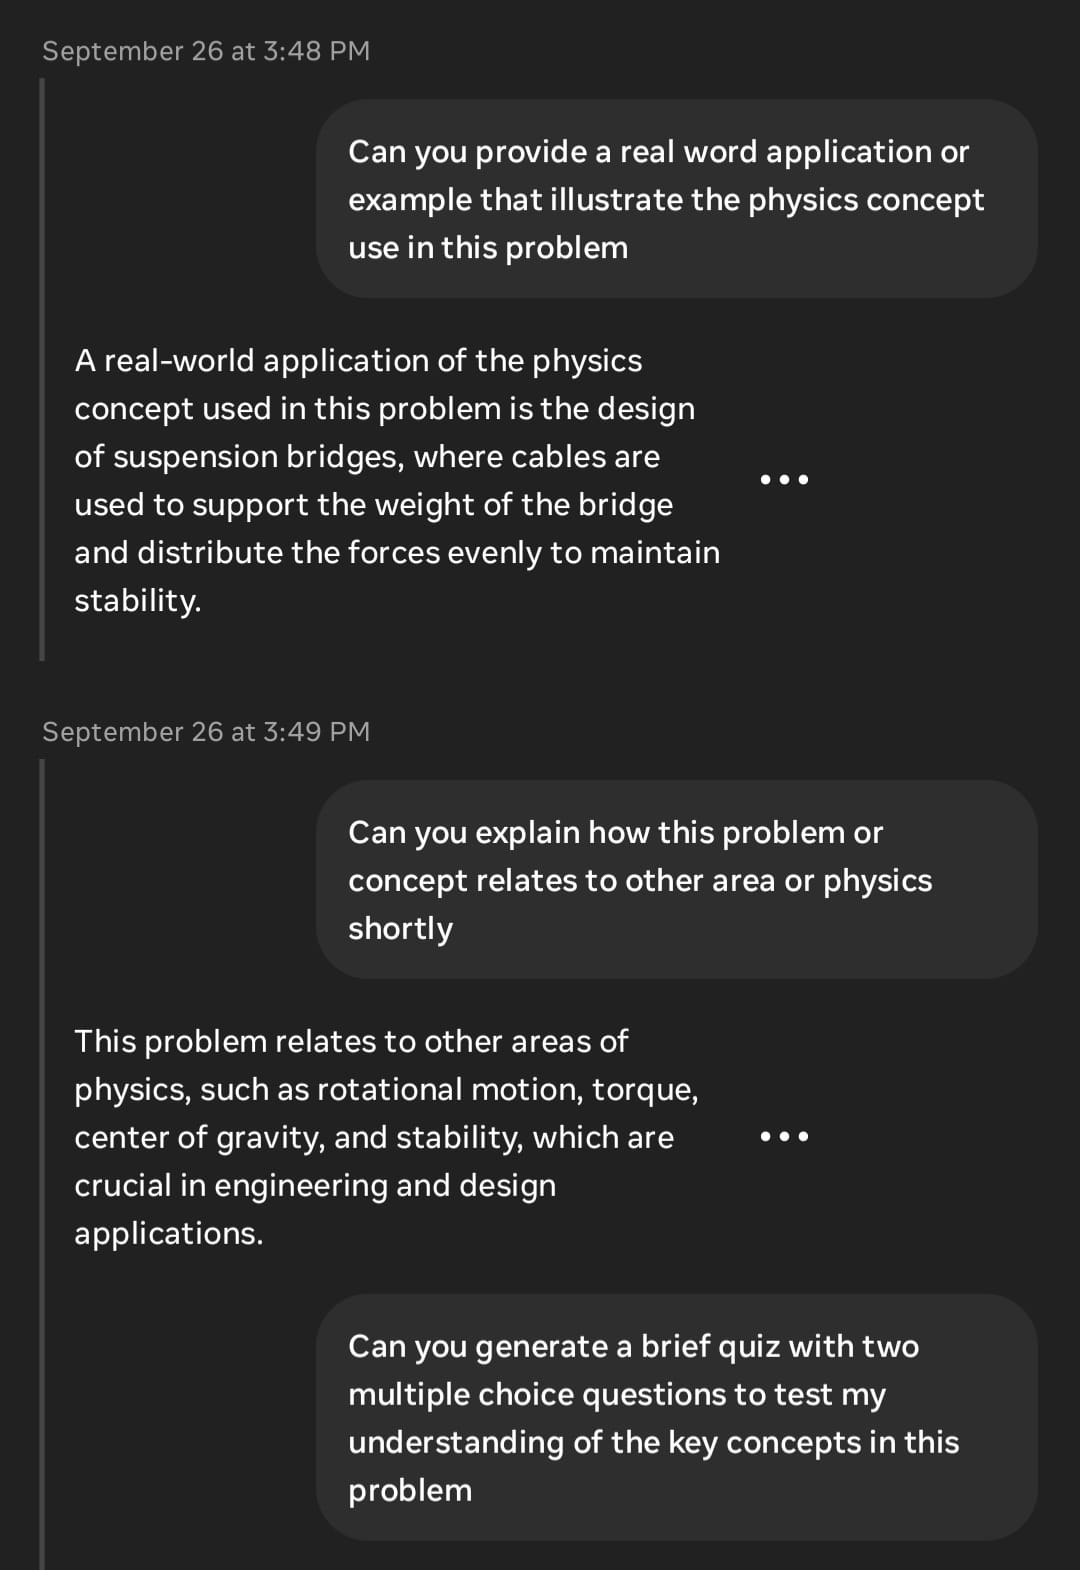 September 26 at 3:48 PM
Can you provide a real word application or
example that illustrate the physics concept
use in this problem
A real-world application of the physics
concept used in this problem is the design
of suspension bridges, where cables are
used to support the weight of the bridge
and distribute the forces evenly to maintain
stability.
September 26 at 3:49 PM
Can you explain how this problem or
concept relates to other area or physics
shortly
This problem relates to other areas of
physics, such as rotational motion, torque,
center of gravity, and stability, which are
crucial in engineering and design
applications.
Can you generate a brief quiz with two
multiple choice questions to test my
understanding of the key concepts in this
problem